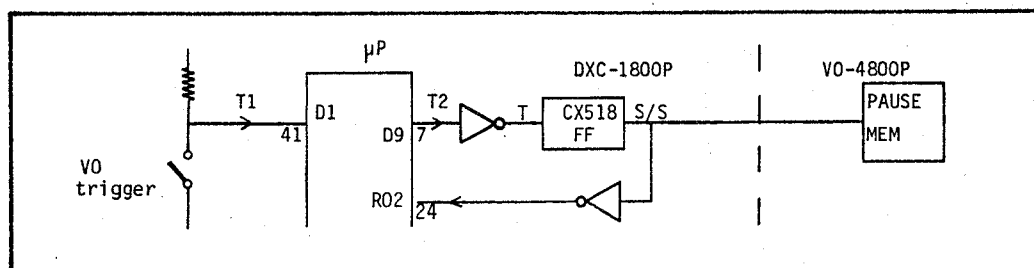 μP
DXC-1800P
VO-4800P
T1
D1
41
T2
D9
7
T
CX518
FF
S/S
PAUSE
MEM
VO
trigger
RO2
24